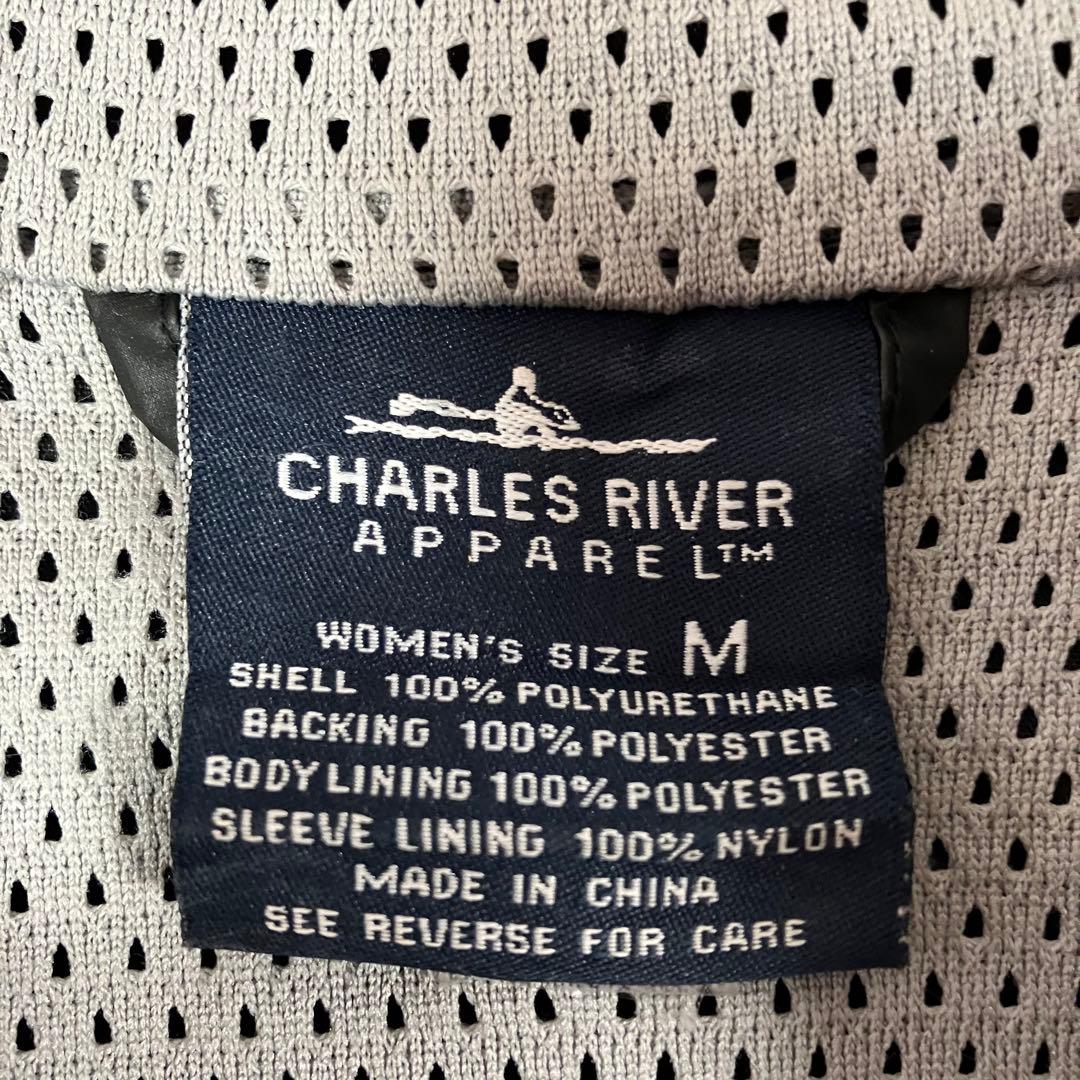 CHARLES RIVER
APPAREL™
WOMEN'S SIZE M
SHELL 100% POLYURETHANE
BACKING 100% POLYESTER
BODY LINING 100% POLYESTER
SLEEVE LINING 100% NYLON
MADE IN CHINA
SEE REVERSE FOR CARE